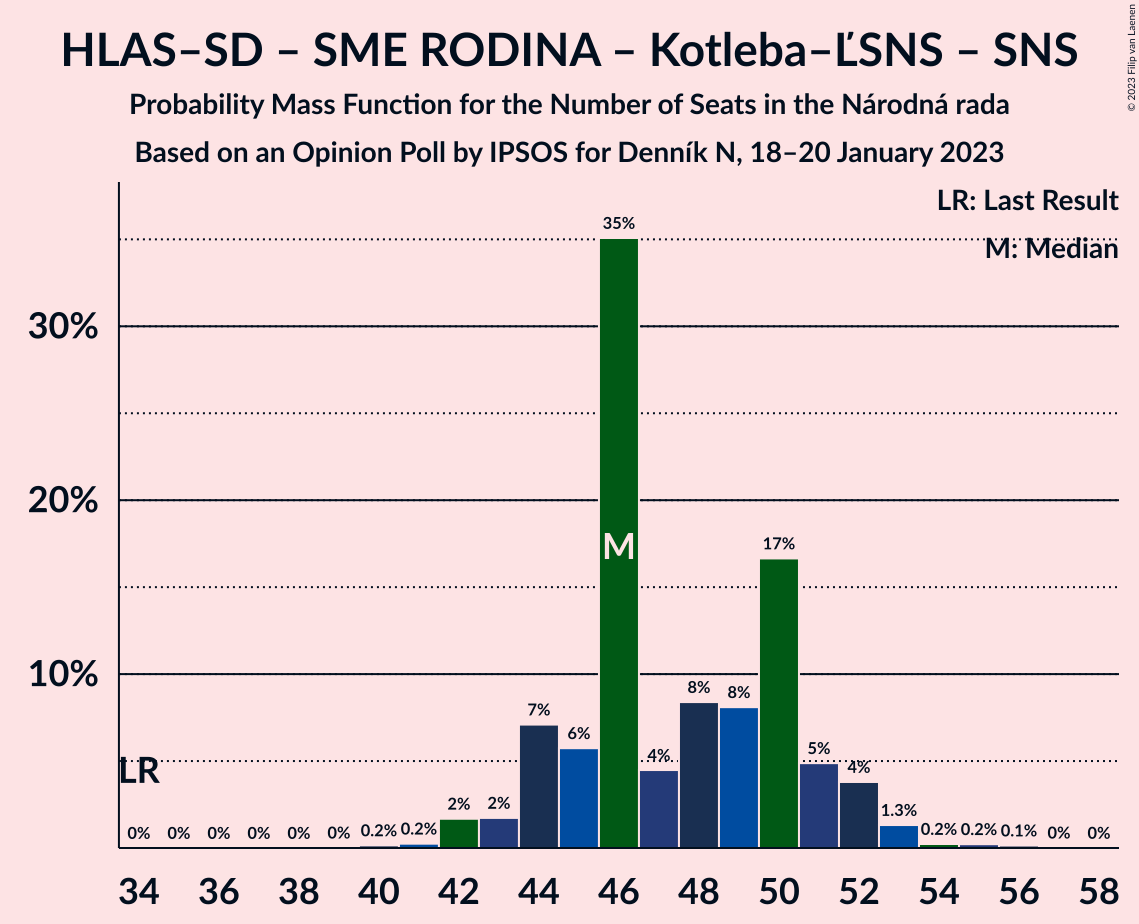 HLAS–SD – SME RODINA – Kotleba–ĽSNS – SNS
Probability Mass Function for the Number of Seats in the Národná rada
Based on an Opinion Poll by IPSOS for Denník N, 18–20 January 2023
© 2023 Filip van Laenen
LR: Last Result
M: Median
30%
20%
10%
LR
M
0% 0% 0% 0% 0% 0% 0.2% 0.2% 2% 2% 7% 6% 35% 4% 8% 8% 17% 5% 4% 1.3% 0.2% 0.2% 0.1% 0% 0%
34 36 38 40 42 44 46 48 50 52 54 56 58